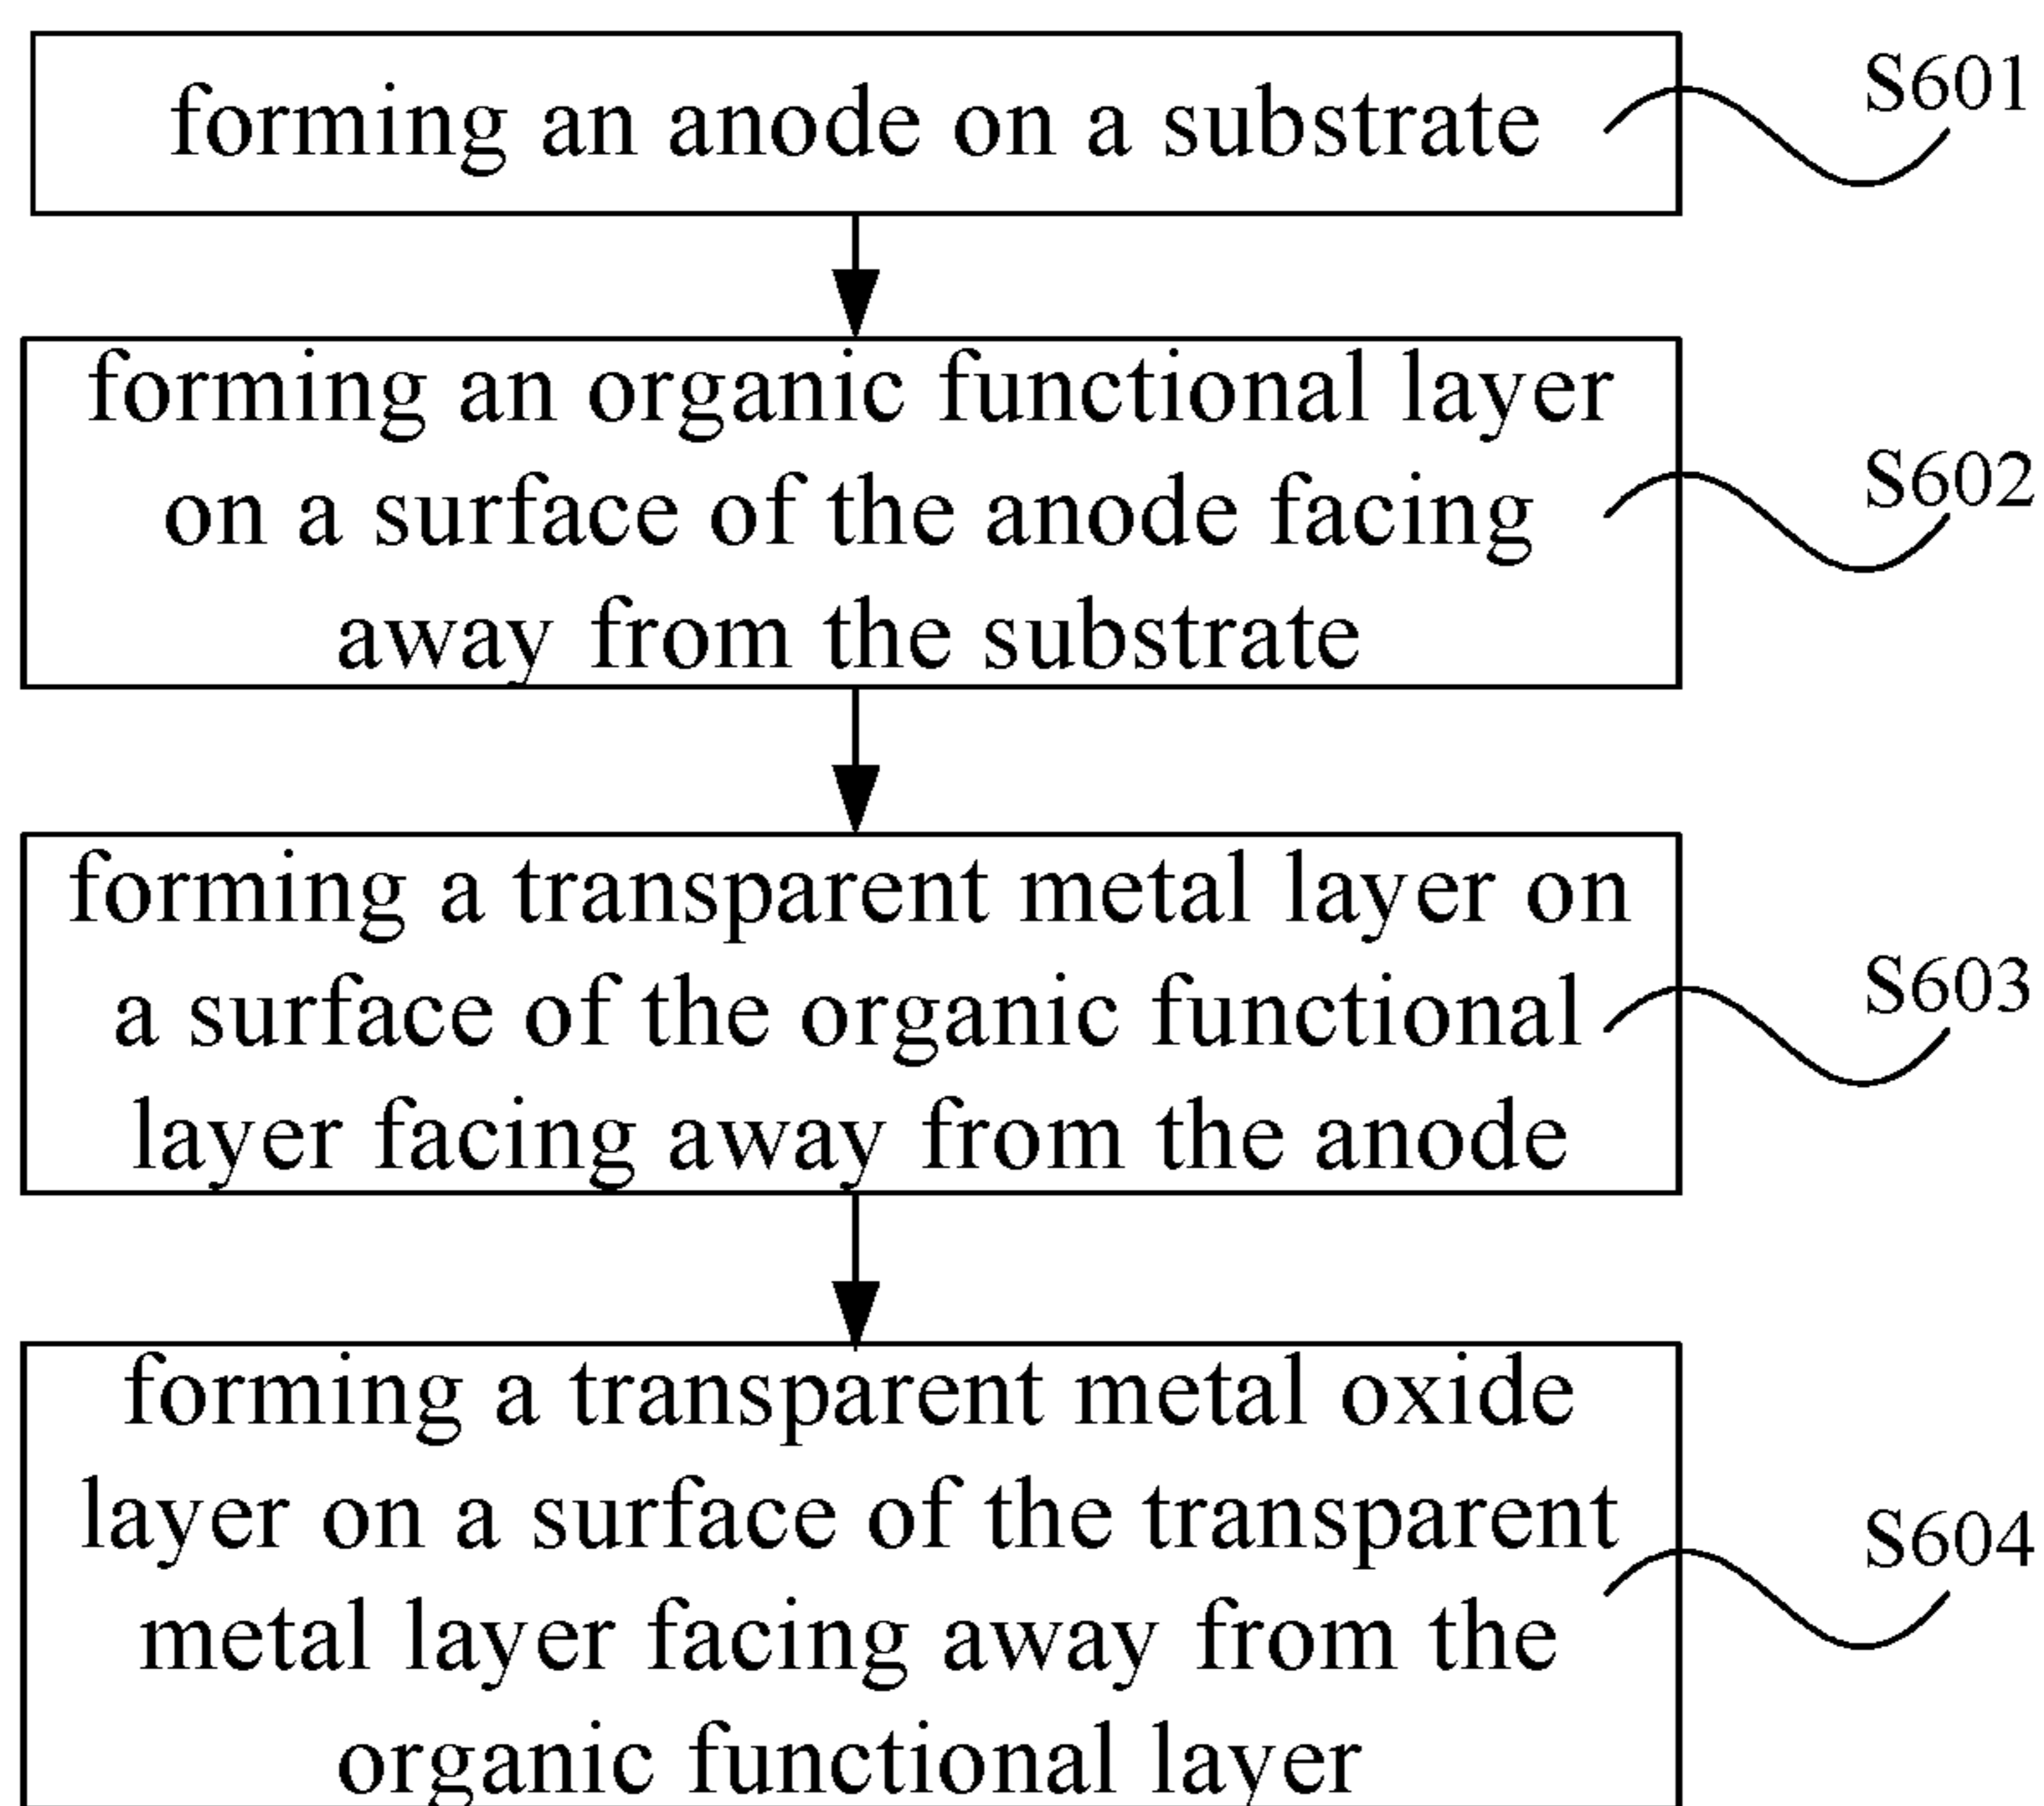 forming an anode on a substrate
S601
forming an organic functional layer
on a surface of the anode facing
away from the substrate
S602
forming a transparent metal layer on
a surface of the organic functional
layer facing away from the anode
S603
forming a transparent metal oxide
layer on a surface of the transparent
metal layer facing away from the
organic functional layer
S604